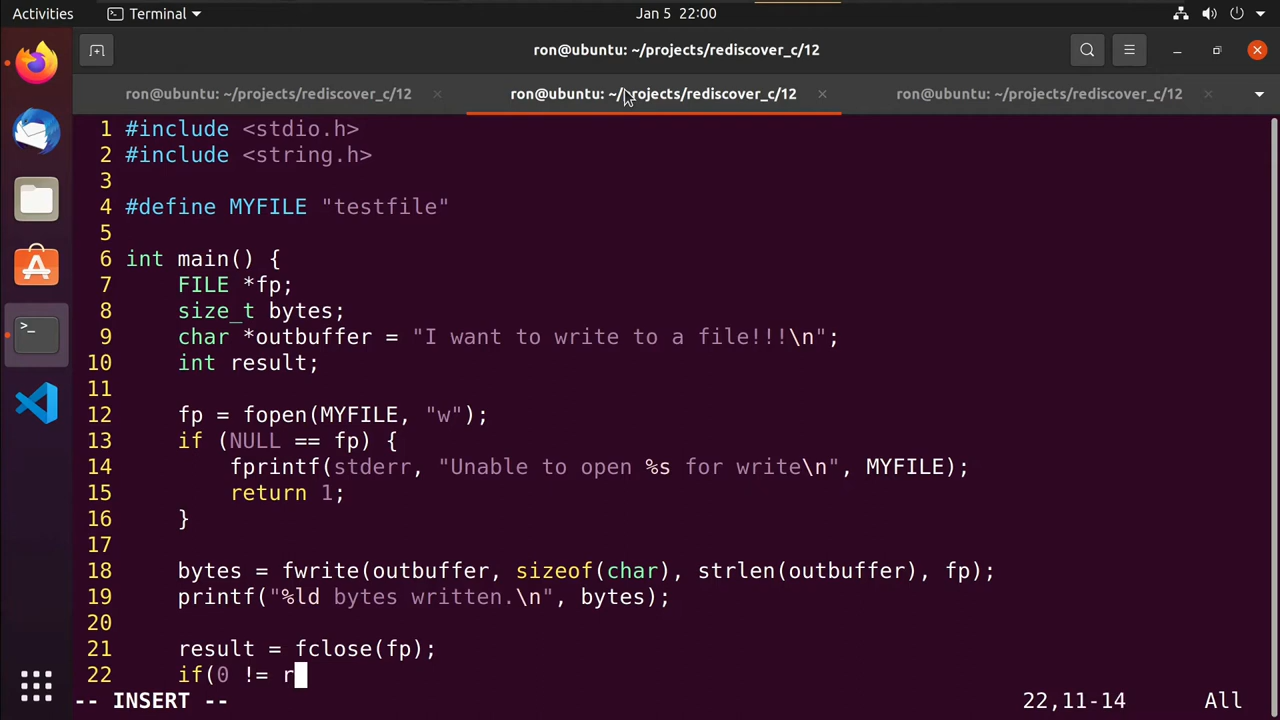 Activities
Terminal
Jan 5 22:00
ron@ubuntu: ~/projects/rediscover_c/12
ron@ubuntu: ~/projects/rediscover_c/12
ron@ubuntu: ~/projects/rediscover_c/12
ron@ubuntu: ~/projects/rediscover_c/12
1 #include <stdio.h>
2 #include <string.h>
3
4 #define MYFILE "testfile"
5
6 int main() {
7     FILE *fp;
8     size_t bytes;
9     char *outbuffer = "I want to write to a file!!!\n";
10     int result;
11
12     fp = fopen(MYFILE, "w");
13     if (NULL == fp) {
14         fprintf(stderr, "Unable to open %s for write\n", MYFILE);
15         return 1;
16     }
17
18     bytes = fwrite(outbuffer, sizeof(char), strlen(outbuffer), fp);
19     printf("%ld bytes written.\n", bytes);
20
21     result = fclose(fp);
22     if(0 != r
-- INSERT -- 22,11-14 All